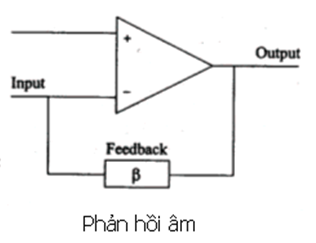 +
Output
Input
−
Feedback
β
Phản hồi âm